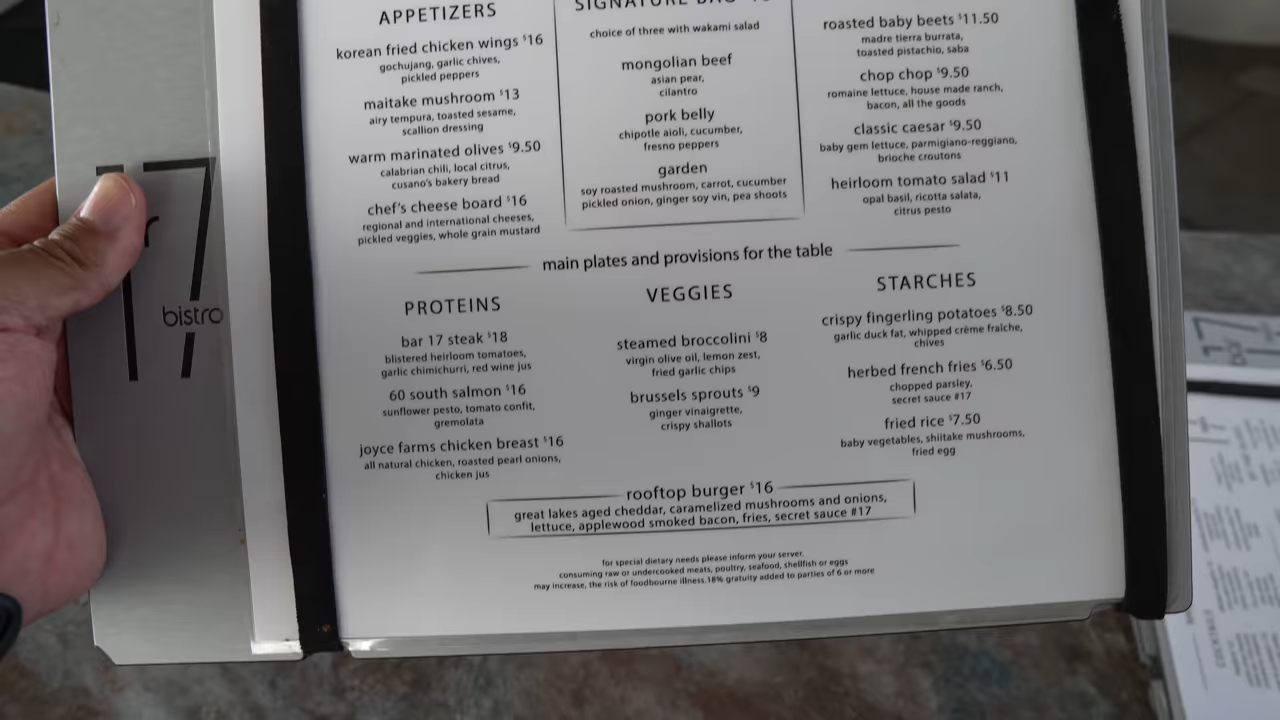 APPETIZERS
korean fried chicken wings $16
gochujang, garlic chives,
pickled peppers
maitake mushroom $13
airy tempura, toasted sesame,
scallion dressing
warm marinated olives $9.50
calabrian chili, local citrus,
cusano's bakery bread
chef's cheese board $16
regional and international cheeses,
pickled veggies, whole grain mustard
SIGNATURE BAO
choice of three with wakami salad
mongolian beef
asian pear,
cilantro
pork belly
chipotle aioli, cucumber,
fresno peppers
garden
soy roasted mushroom, carrot, cucumber
pickled onion, ginger soy vin, pea shoots
roasted baby beets $11.50
madre tierra burrata,
toasted pistachio, saba
chop chop $9.50
romaine lettuce, house made ranch,
bacon, all the goods
classic caesar $9.50
baby gem lettuce, parmigiano-reggiano,
brioche croutons
heirloom tomato salad $11
opal basil, ricotta salata,
citrus pesto
main plates and provisions for the table
PROTEINS
bar 17 steak $18
blistered heirloom tomatoes,
garlic chimichurri, red wine jus
60 south salmon $16
sunflower pesto, tomato confit,
gremolata
joyce farms chicken breast $16
all natural chicken, roasted pearl onions,
chicken jus
VEGGIES
steamed broccolini $8
virgin olive oil, lemon zest,
fried garlic chips
brussels sprouts $9
ginger vinaigrette,
crispy shallots
STARCHES
crispy fingerling potatoes $8.50
garlic duck fat, whipped crème fraîche,
chives
herbed french fries $6.50
chopped parsley,
secret sauce #17
fried rice $7.50
baby vegetables, shiitake mushrooms,
fried egg
rooftop burger $16
great lakes aged cheddar, caramelized mushrooms and onions,
lettuce, applewood smoked bacon, fries, secret sauce #17
for special dietary needs please inform your server.
consuming raw or undercooked meats, poultry, seafood, shellfish or eggs
may increase, the risk of foodbourne illness.18% gratuity added to parties of 6 or more
17
r
bistro
17
COCKTAILS